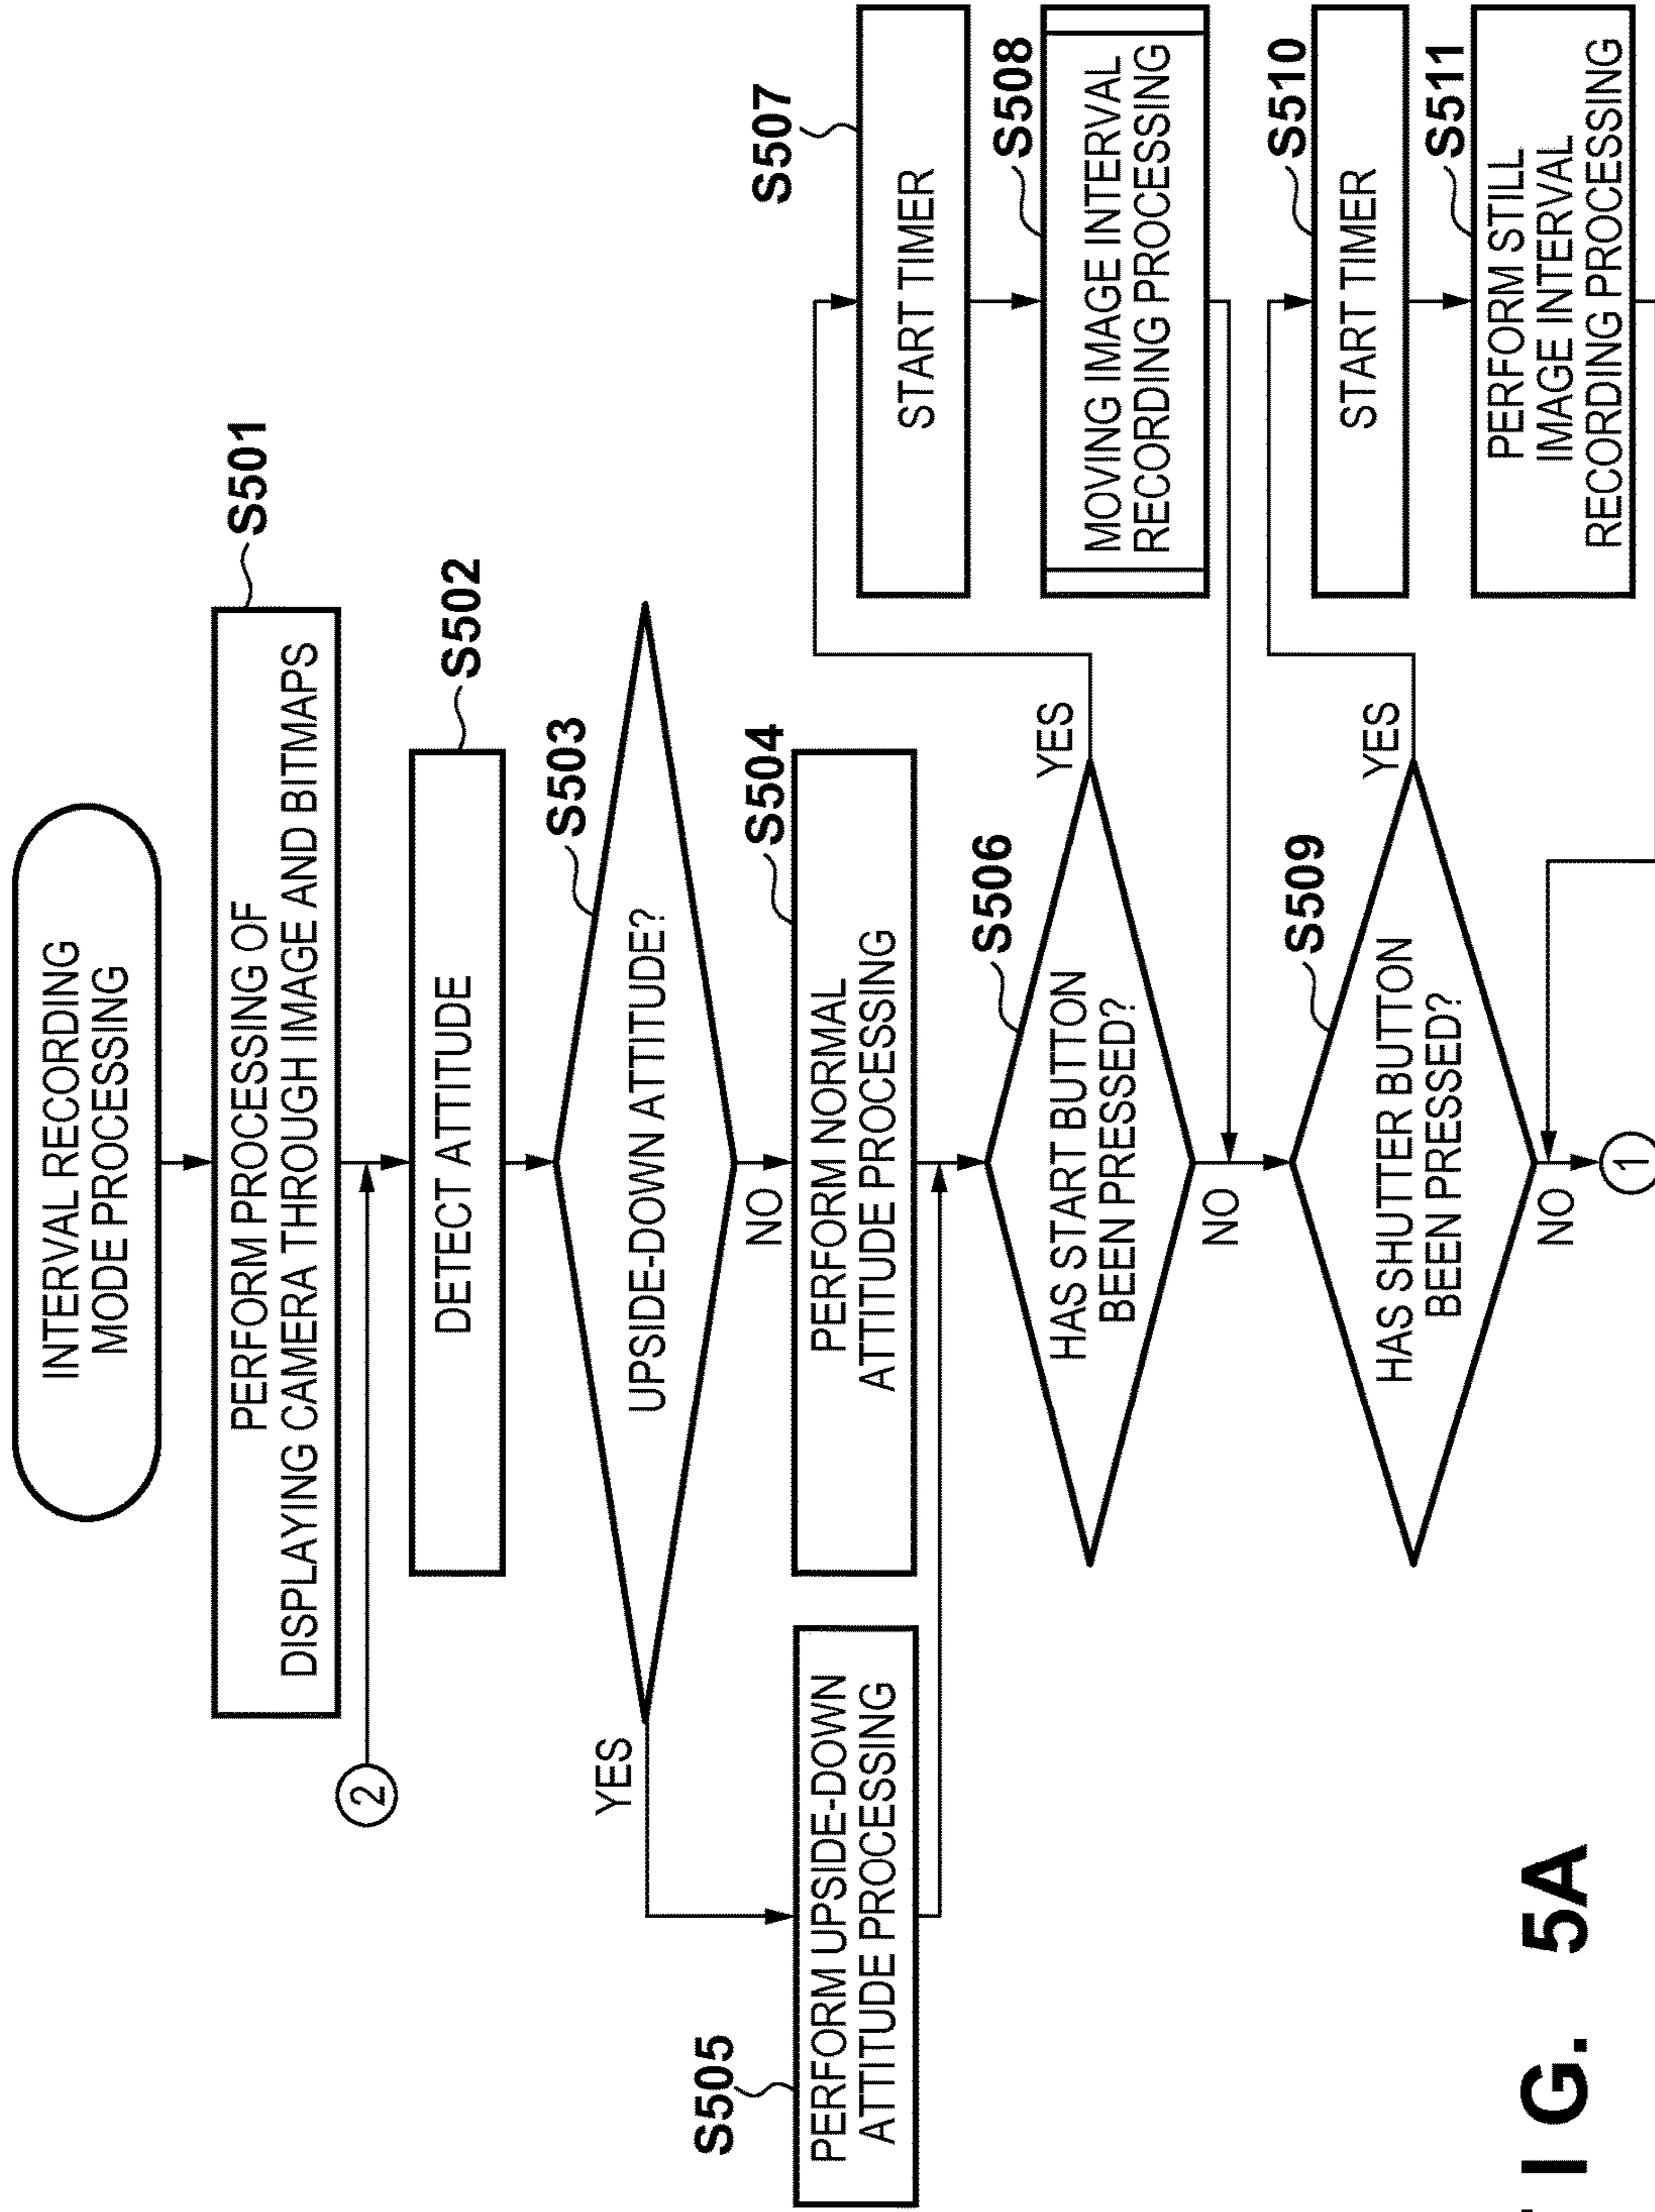 INTERVAL RECORDING
MODE PROCESSING
S501
PERFORM PROCESSING OF
DISPLAYING CAMERA THROUGH IMAGE AND BITMAPS
2
S502
DETECT ATTITUDE
S503
UPSIDE-DOWN ATTITUDE?
YES
NO
S505
PERFORM UPSIDE-DOWN
ATTITUDE PROCESSING
S504
PERFORM NORMAL
ATTITUDE PROCESSING
S506
HAS START BUTTON
BEEN PRESSED?
YES
NO
S507
START TIMER
S508
MOVING IMAGE INTERVAL
RECORDING PROCESSING
S509
HAS SHUTTER BUTTON
BEEN PRESSED?
YES
NO
S510
START TIMER
S511
PERFORM STILL
IMAGE INTERVAL
RECORDING PROCESSING
1
IG. 5A